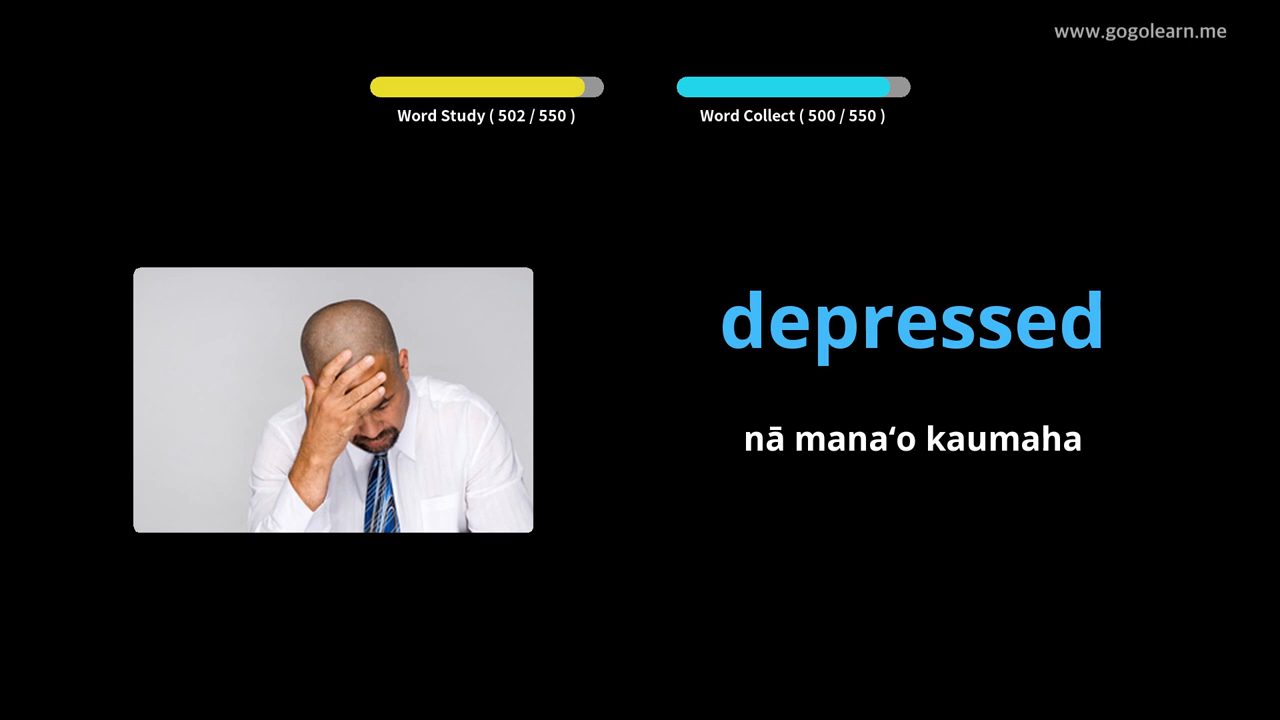 www.gogolearn.me
Word Study ( 502 / 550 )
Word Collect ( 500 / 550 )
depressed
nā manaʻo kaumaha